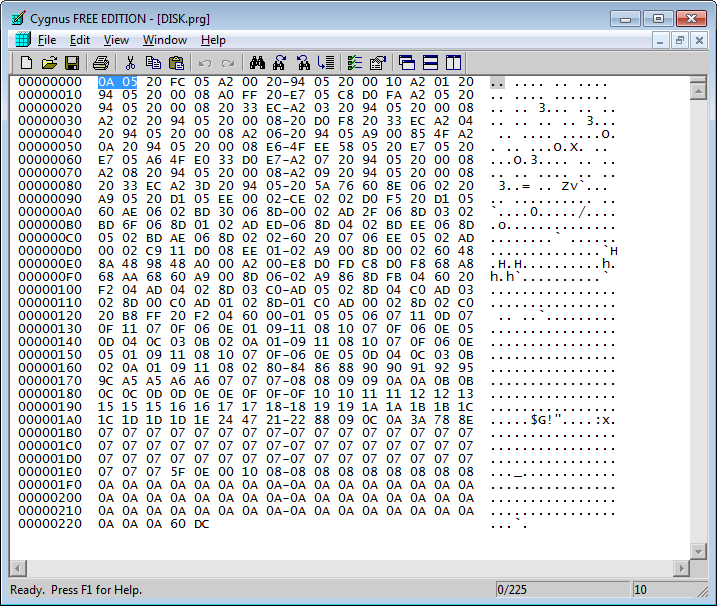 Cygnus FREE EDITION - [DISK.prg]
File Edit View Window Help
00000000 0A 05 20 FC 05 A2 00 20-94 05 20 00 10 A2 01 20 .. .... .. ....
00000010 94 05 20 00 08 A0 FF 20-E7 05 C8 D0 FA A2 05 20 .. .... .......
00000020 94 05 20 00 08 20 33 EC-A2 03 20 94 05 20 00 08 .. .. 3... .. ..
00000030 A2 02 20 94 05 20 00 08-20 D0 F8 20 33 EC A2 04 .. .. .. .. 3...
00000040 20 94 05 20 00 08 A2 06-20 94 05 A9 00 85 4F A2 .. .... ......O.
00000050 0A 20 94 05 20 00 08 E6-4F EE 58 05 20 E7 05 20 . .. ...O.X. ..
00000060 E7 05 A6 4F E0 33 D0 E7-A2 07 20 94 05 20 00 08 ...O.3.... .. ..
00000070 A2 08 20 94 05 20 00 08-A2 09 20 94 05 20 00 08 .. .. .... .. ..
00000080 20 33 EC A2 3D 20 94 05-20 5A 76 60 8E 06 02 20 3..= .. Zv`...
00000090 A9 05 20 D1 05 EE 00 02-CE 02 02 D0 F5 20 D1 05 .. .......... ..
000000A0 60 AE 06 02 BD 30 06 8D-00 02 AD 2F 06 8D 03 02 `....0...../....
000000B0 BD 6F 06 8D 01 02 AD ED-06 8D 04 02 BD EE 06 8D .o..............
000000C0 05 02 BD AE 06 8D 02 02-60 20 07 06 EE 05 02 AD ........` ......
000000D0 00 02 C9 11 D0 08 EE 01-02 A9 00 8D 00 02 60 48 ..............`H
000000E0 8A 48 98 48 A0 00 A2 00-E8 D0 FD C8 D0 F8 68 A8 .H.H..........h.
000000F0 68 AA 68 60 A9 00 8D 06-02 A9 86 8D FB 04 60 20 h.h`..........`
00000100 F2 04 AD 04 02 8D 03 C0-AD 05 02 8D 04 C0 AD 03 ................
00000110 02 8D 00 C0 AD 01 02 8D-01 C0 AD 00 02 8D 02 C0 ................
00000120 20 B8 FF 20 F2 04 60 00-01 05 05 06 07 11 0D 07 .. ..`.........
00000130 0F 11 07 0F 06 0E 01 09-11 08 10 07 0F 06 0E 05 ................
00000140 0D 04 0C 03 0B 02 0A 01-09 11 08 10 07 0F 06 0E ................
00000150 05 01 09 11 08 10 07 0F-06 0E 05 0D 04 0C 03 0B ................
00000160 02 0A 01 09 11 08 02 80-84 86 88 90 90 91 92 95 ................
00000170 9C A5 A5 A6 A6 07 07 07-08 08 09 09 0A 0A 0B 0B ................
00000180 0C 0C 0D 0D 0E 0E 0F 0F-0F 10 10 11 11 12 12 13 ................
00000190 15 15 15 16 16 17 17 18-18 19 19 1A 1A 1B 1B 1C ................
000001A0 1C 1D 1D 1D 1E 24 47 21-22 88 09 0C 0A 3A 78 8E .....$G!"....:x.
000001B0 07 07 07 07 07 07 07 07-07 07 07 07 07 07 07 07 ................
000001C0 07 07 07 07 07 07 07 07-07 07 07 07 07 07 07 07 ................
000001D0 07 07 07 07 07 07 07 07-07 07 07 07 07 07 07 07 ................
000001E0 07 07 07 5F 0E 00 10 08-08 08 08 08 08 08 08 08 ..._............
000001F0 0A 0A 0A 0A 0A 0A 0A 0A-0A 0A 0A 0A 0A 0A 0A 0A ................
00000200 0A 0A 0A 0A 0A 0A 0A 0A-0A 0A 0A 0A 0A 0A 0A 0A ................
00000210 0A 0A 0A 0A 0A 0A 0A 0A-0A 0A 0A 0A 0A 0A 0A 0A ................
00000220 0A 0A 0A 60 DC ...`.
Ready. Press F1 for Help. 0/225 10